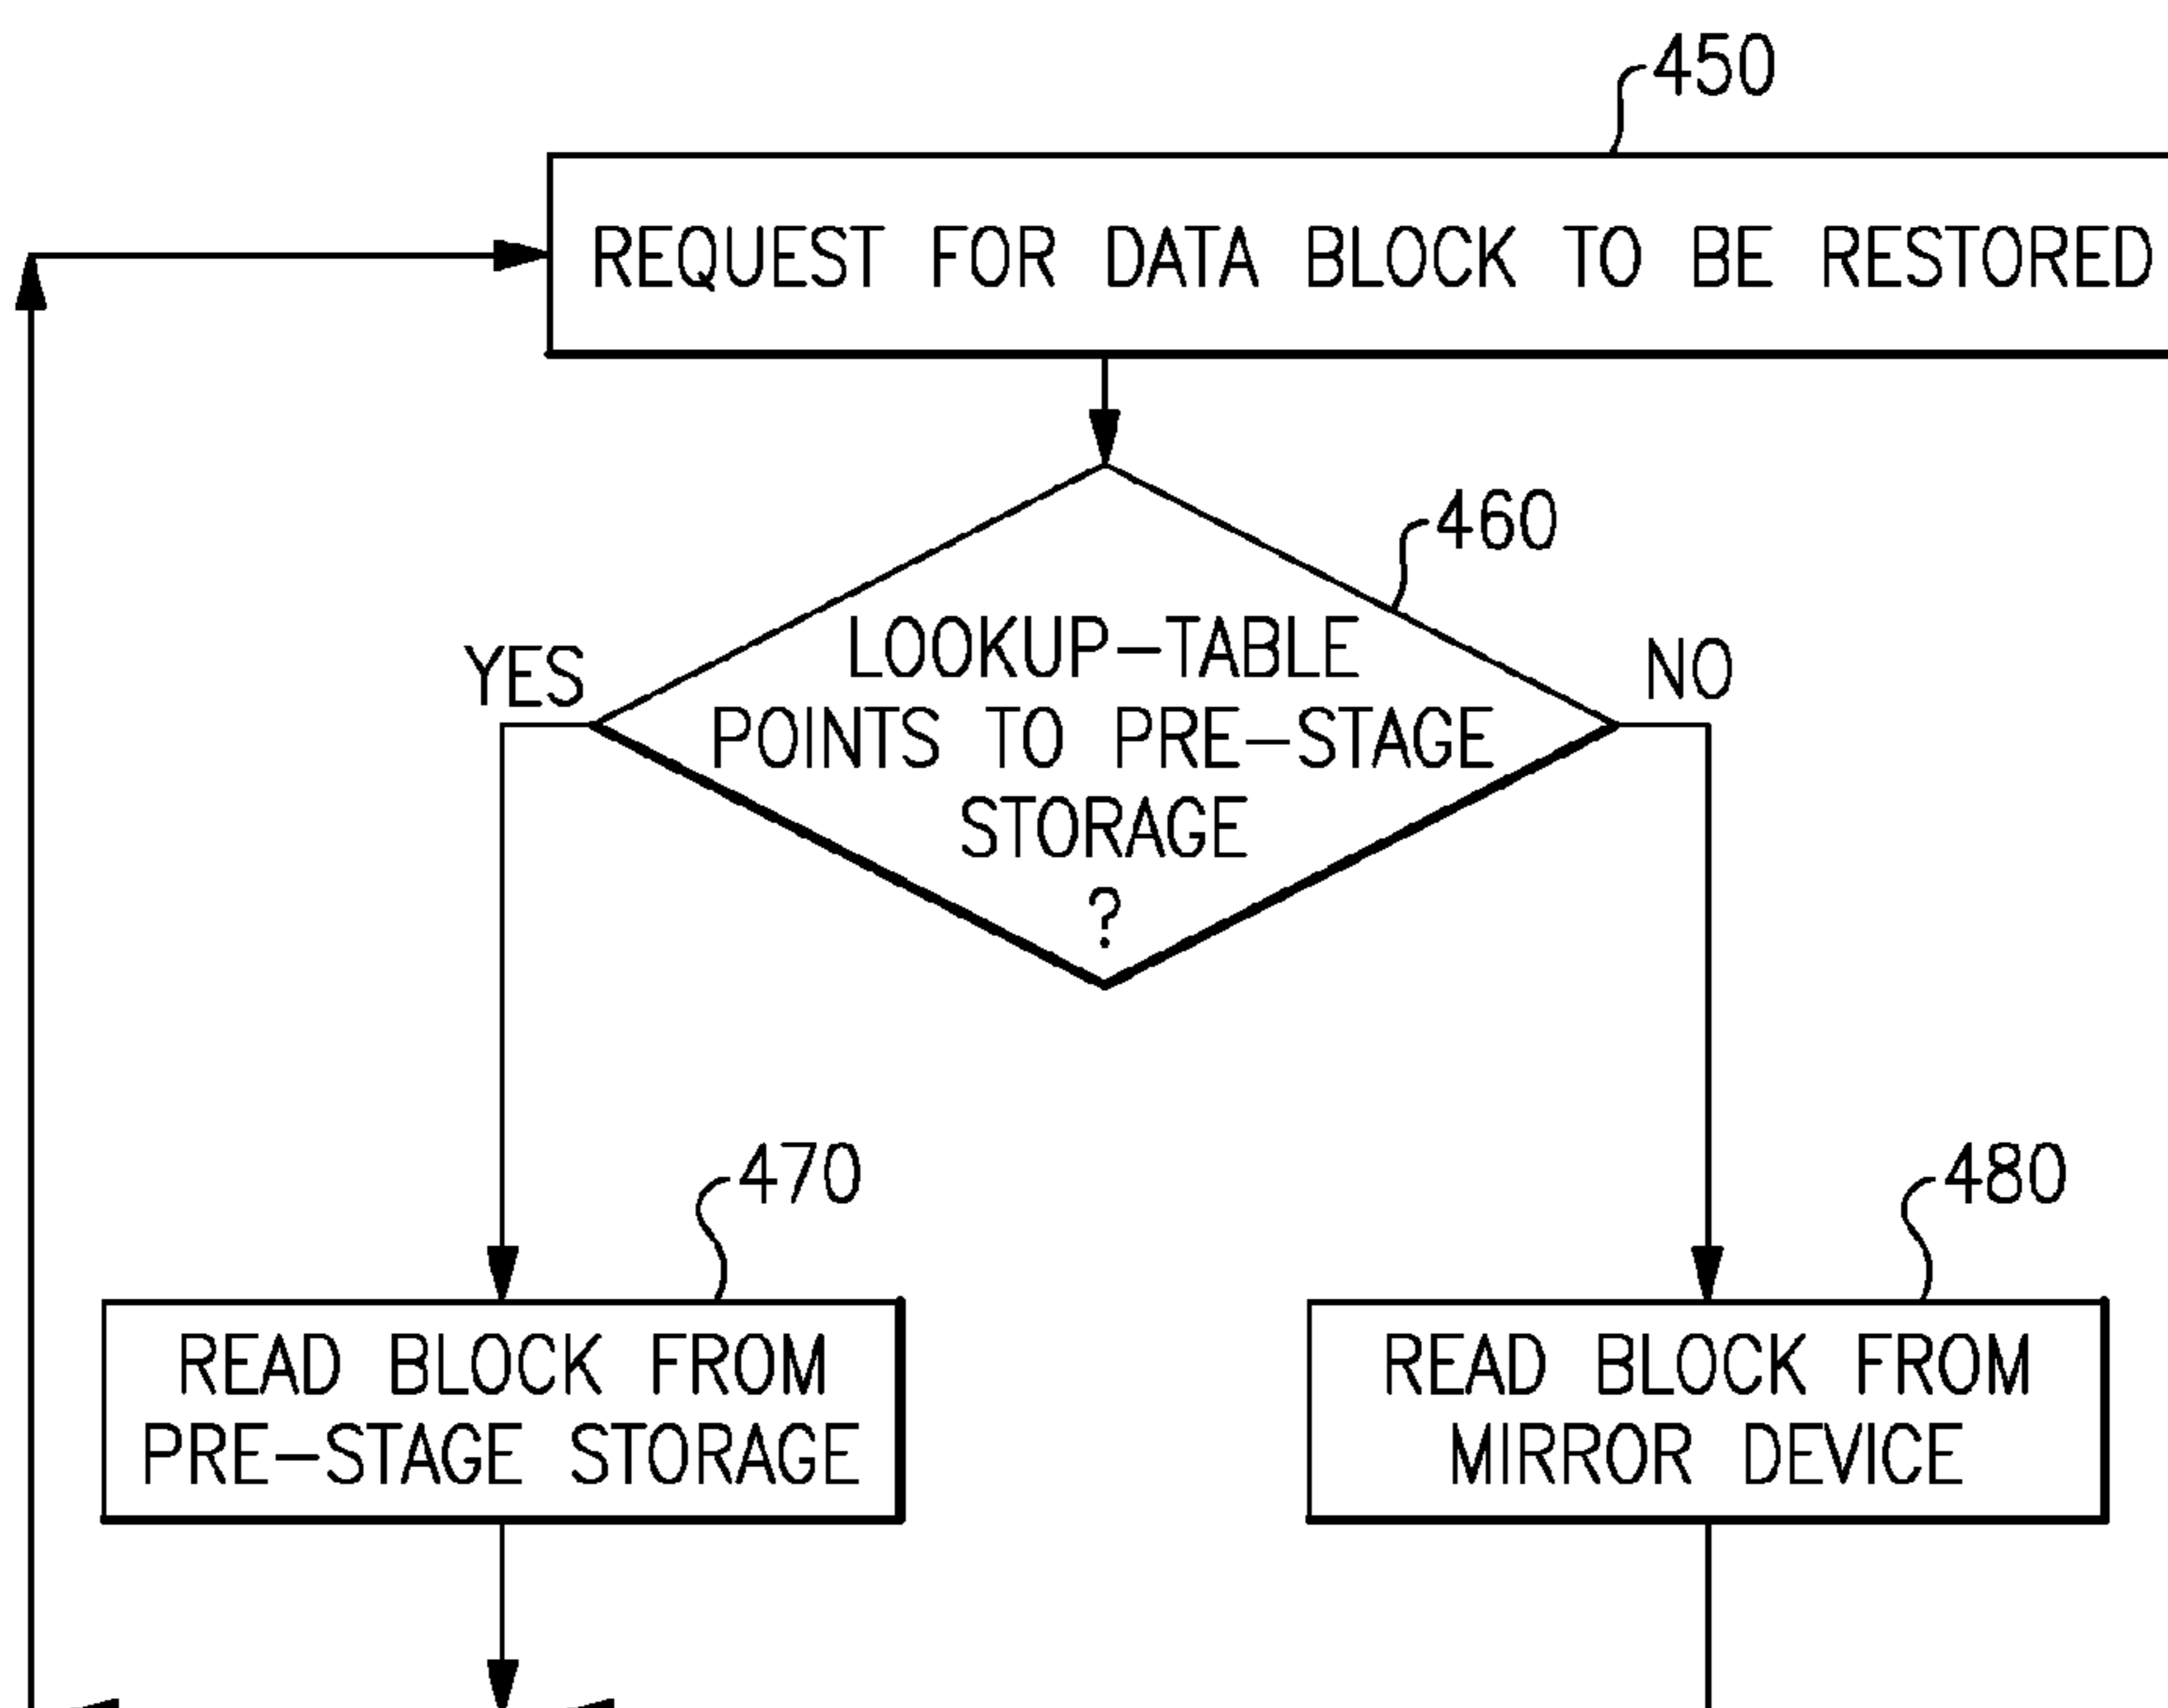 450
REQUEST FOR DATA BLOCK TO BE RESTORED
460
YES
NO
LOOKUP-TABLE
POINTS TO PRE-STAGE
STORAGE
?
470
480
READ BLOCK FROM
PRE-STAGE STORAGE
READ BLOCK FROM
MIRROR DEVICE